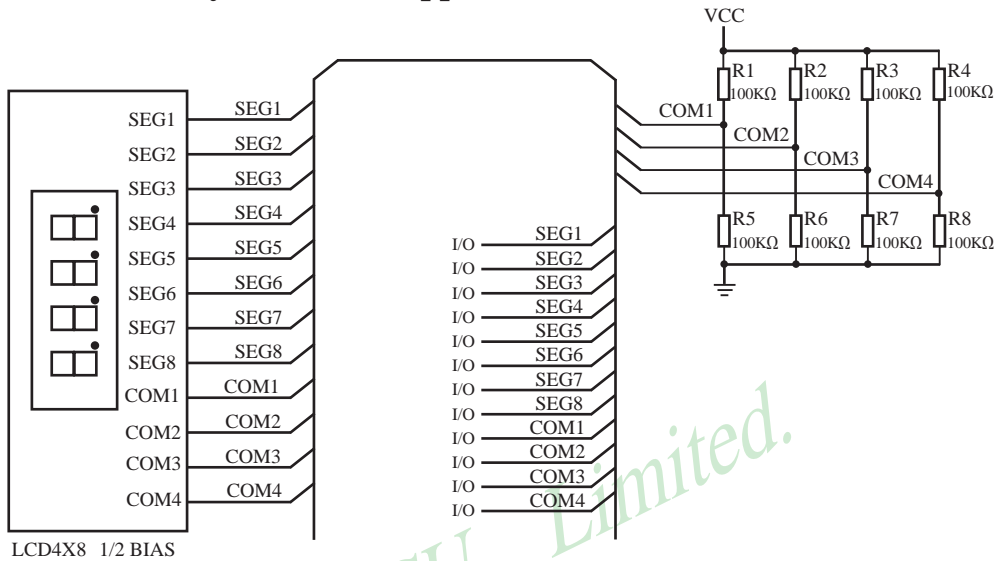 VCC
R1
100KΩ
R2
100KΩ
R3
100KΩ
R4
100KΩ
COM1
COM2
COM3
COM4
R5
100KΩ
R6
100KΩ
R7
100KΩ
R8
100KΩ
SEG1 SEG1
SEG2 SEG2
SEG3 SEG3
SEG4 SEG4
SEG5 SEG5
SEG6 SEG6
SEG7 SEG7
SEG8 SEG8
COM1 COM1
COM2 COM2
COM3 COM3
COM4 COM4
I/O SEG1
I/O SEG2
I/O SEG3
I/O SEG4
I/O SEG5
I/O SEG6
I/O SEG7
I/O SEG8
I/O COM1
I/O COM2
I/O COM3
I/O COM4
Limited.
LCD4X8 1/2 BIAS